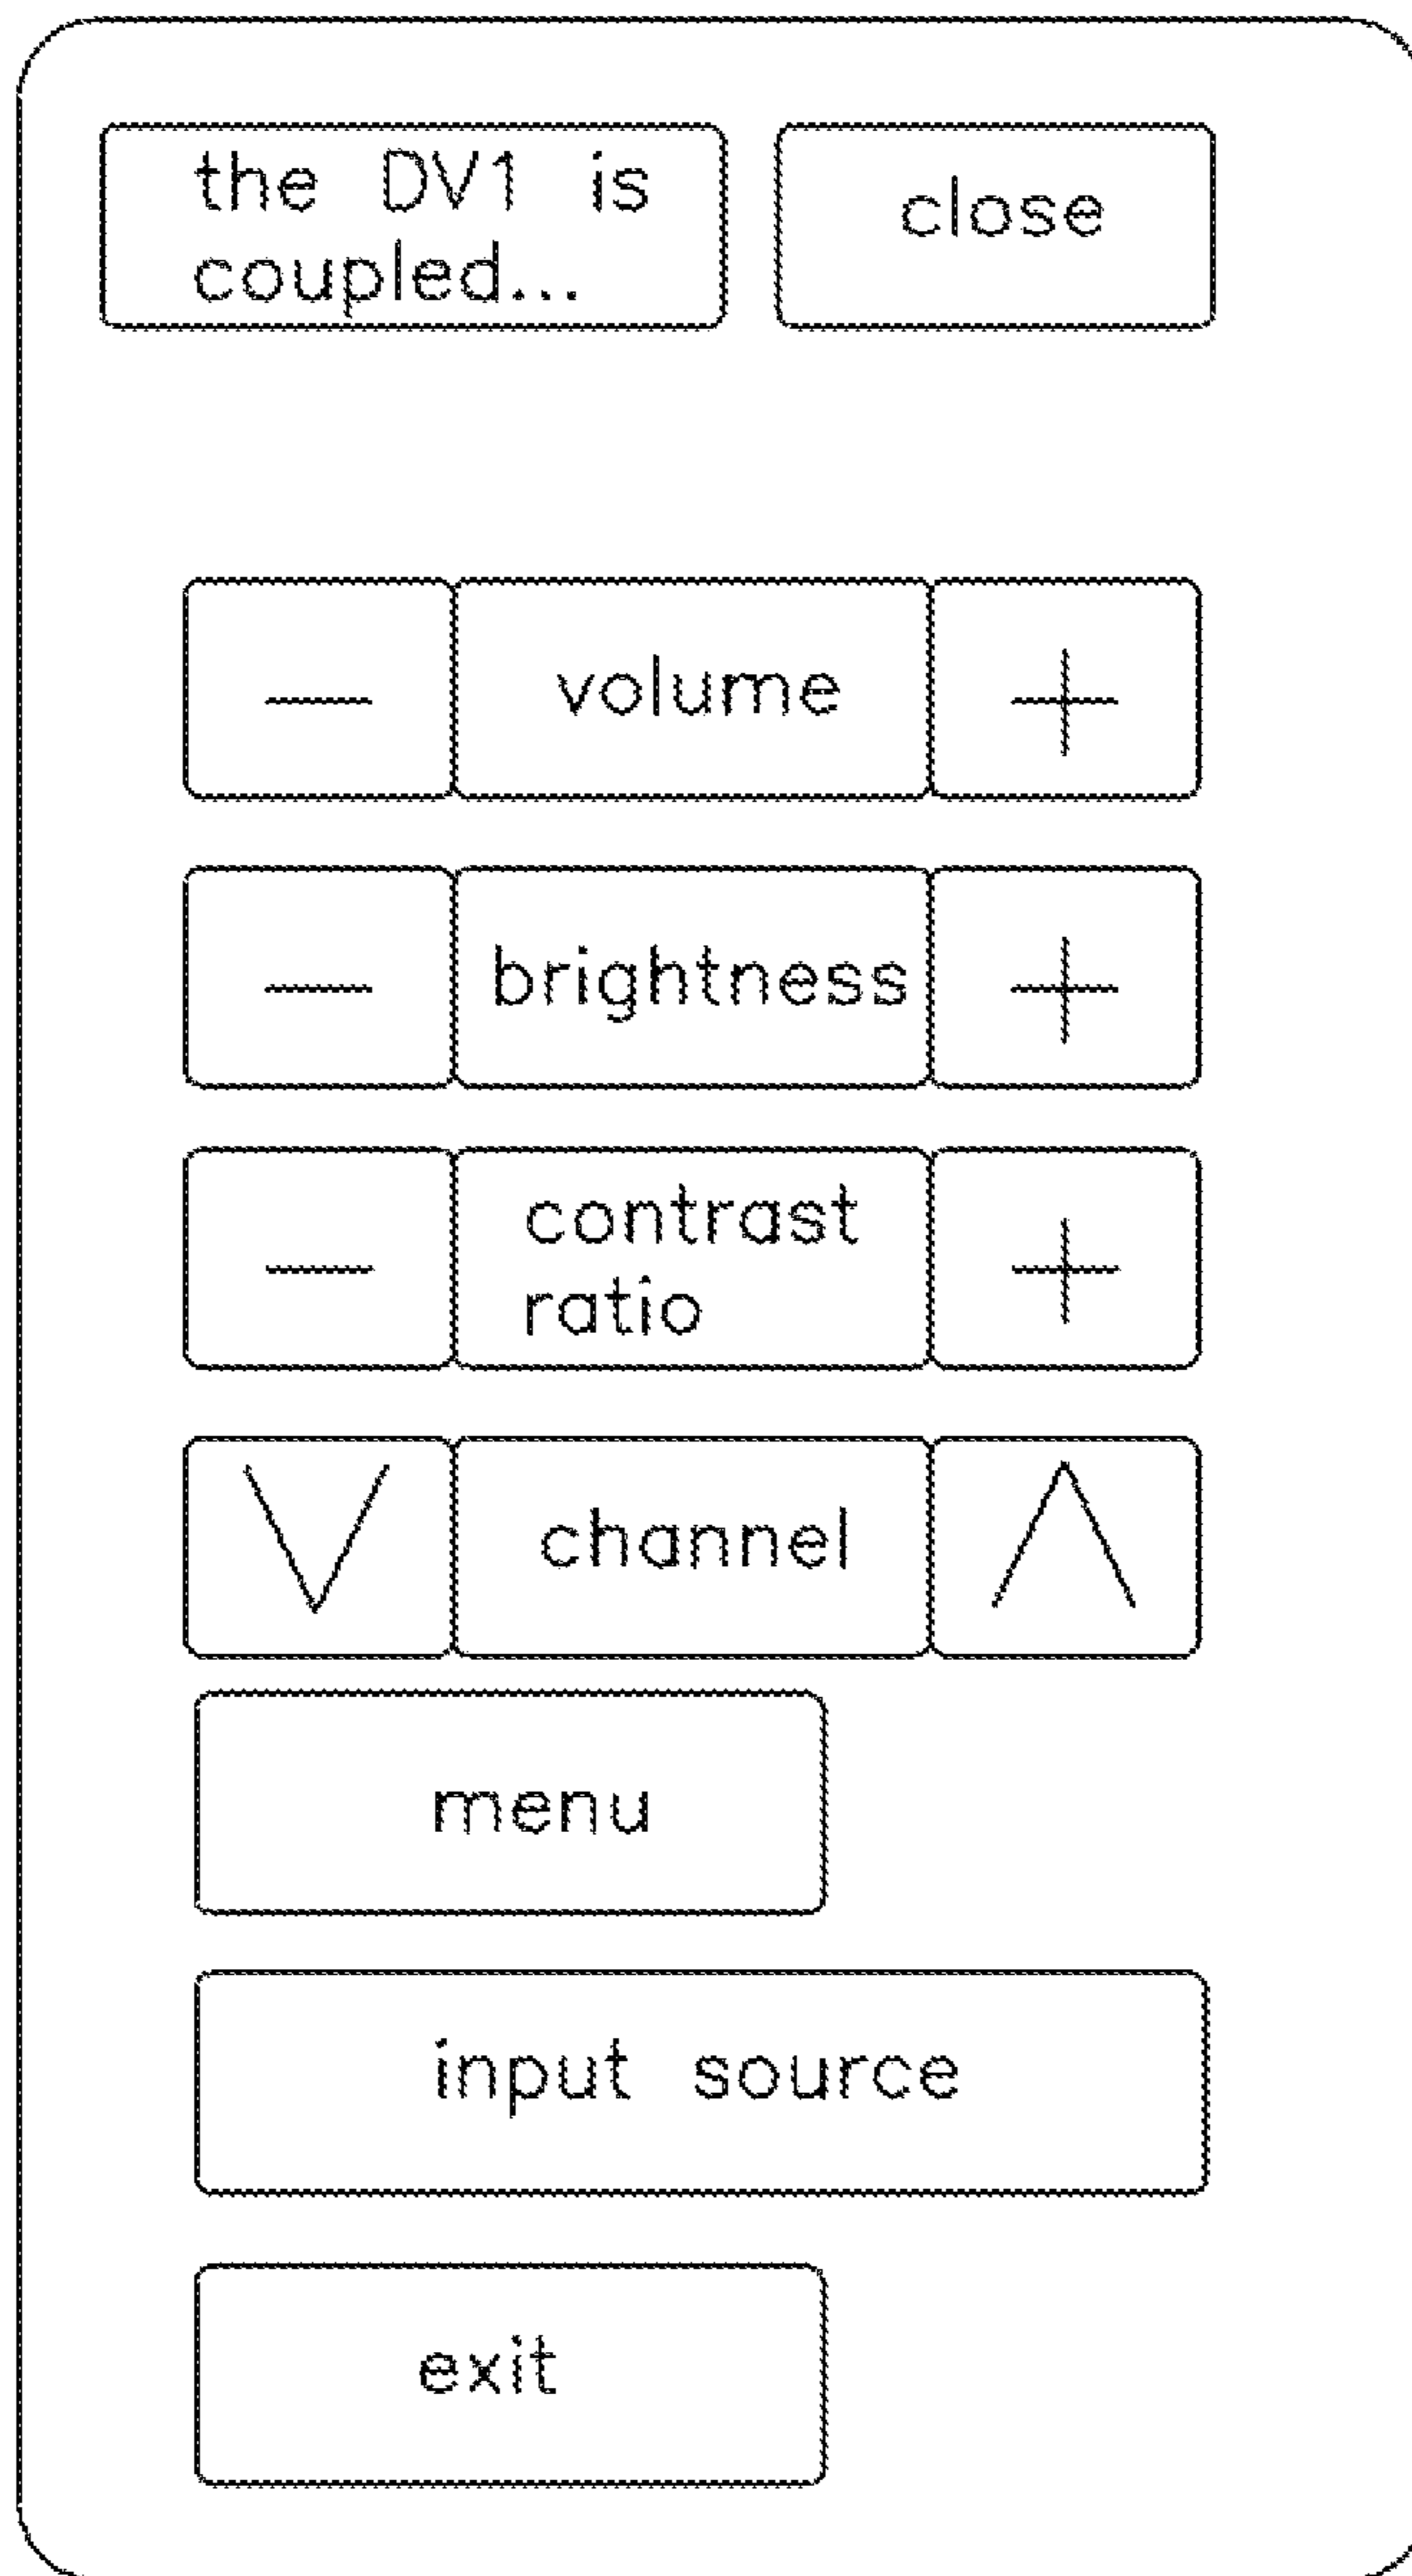 the DV1 is
coupled...
close
— volume +
— brightness +
— contrast
ratio +
channel
menu
input source
exit